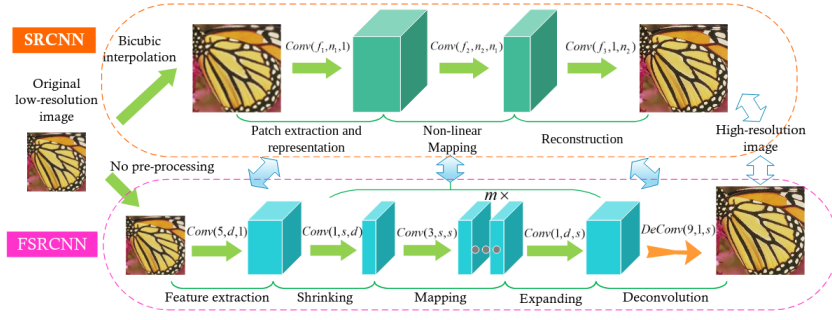 SRCNN
Bicubic
interpolation
Original
low-resolution
image
Conv(f₁,n₁,1)
Conv(f₂,n₂,n₁)
Conv(f₃,1,n₂)
Patch extraction and
representation
Non-linear
Mapping
Reconstruction
High-resolution
image
No pre-processing
FSRCNN
m×
Conv(5,d,1)
Conv(1,s,d)
Conv(3,s,s)
Conv(1,d,s)
DeConv(9,1,s)
Feature extraction
Shrinking
Mapping
Expanding
Deconvolution